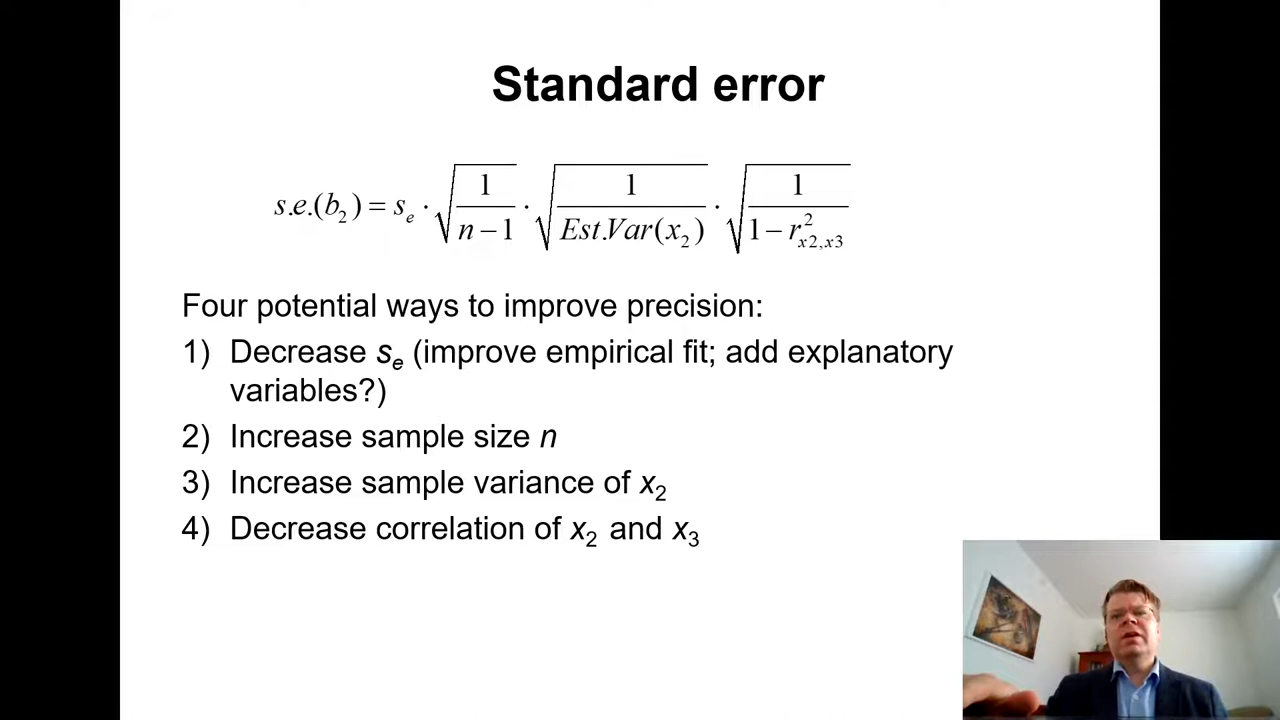 Standard error
s.e.(b₂) = sₑ · √(1/(n − 1)) · √(1/(Est.Var(x₂))) · √(1/(1 − r²ₓ₂,ₓ₃))
Four potential ways to improve precision:
1) Decrease sₑ (improve empirical fit; add explanatory
variables?)
2) Increase sample size n
3) Increase sample variance of x₂
4) Decrease correlation of x₂ and x₃